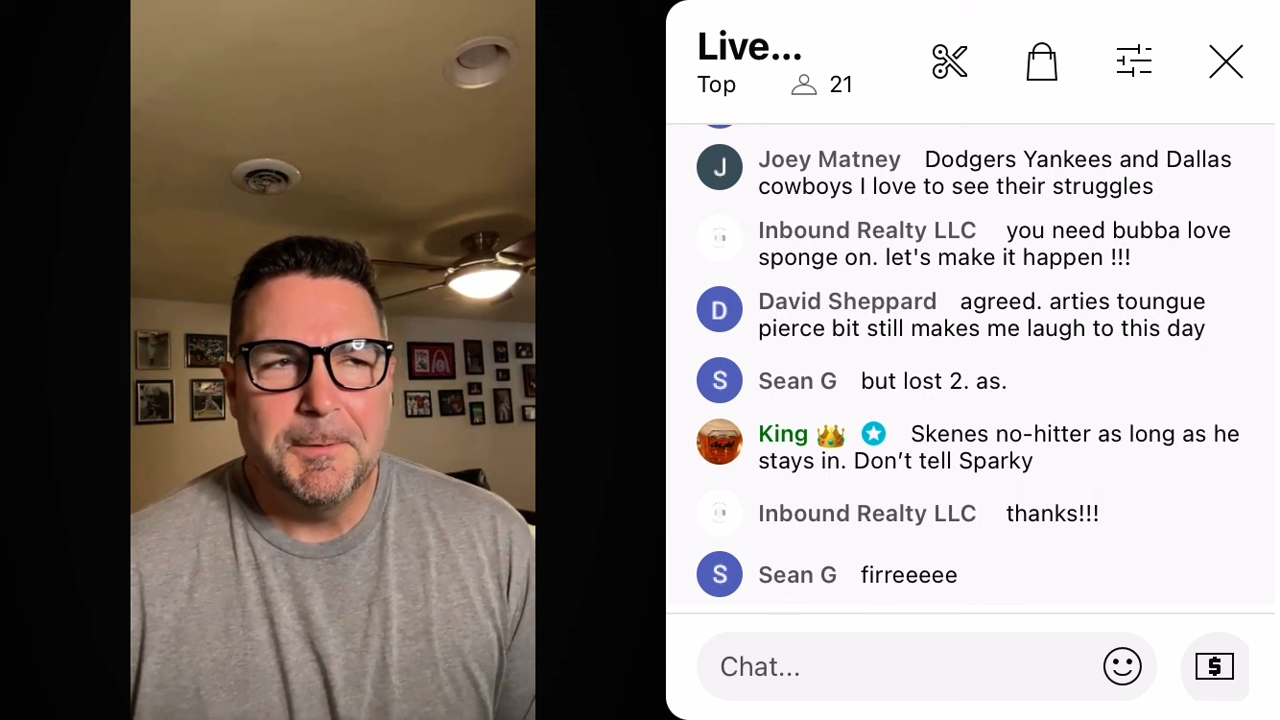 Live...
Top 21
J Joey Matney Dodgers Yankees and Dallas
cowboys I love to see their struggles
Inbound Realty LLC you need bubba love
sponge on. let's make it happen !!!
D David Sheppard agreed. arties toungue
pierce bit still makes me laugh to this day
S Sean G but lost 2. as.
King 👑 Skenes no-hitter as long as he
stays in. Don’t tell Sparky
Inbound Realty LLC thanks!!!
S Sean G firreeeee
Chat... $